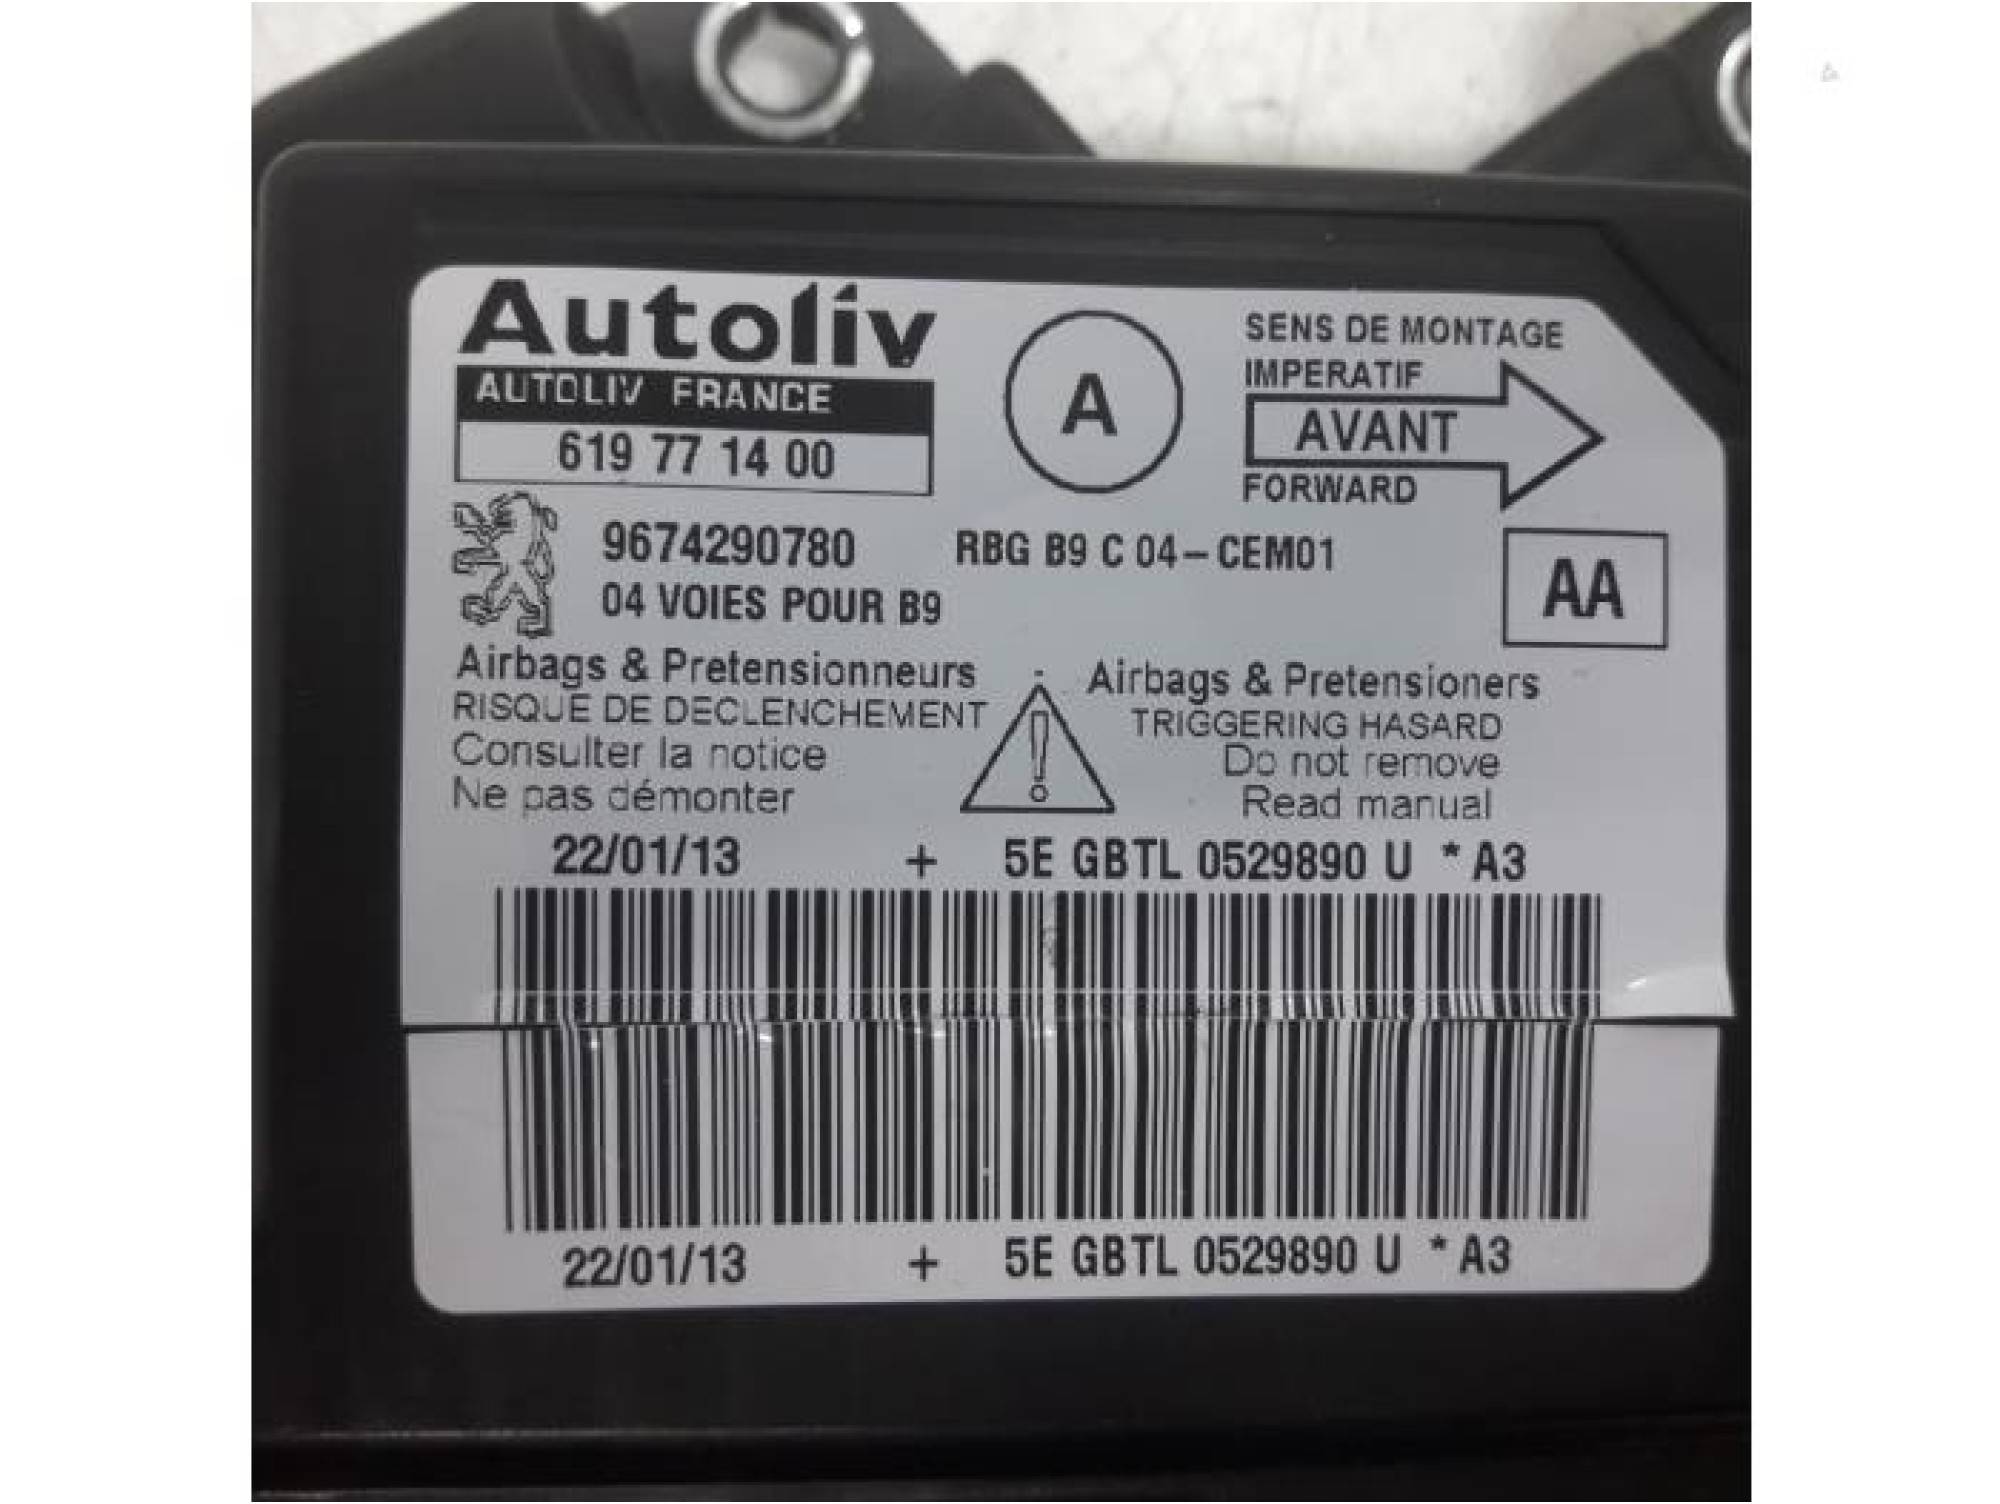 Autoliv
AUTOLIV FRANCE
619 77 14 00
A
SENS DE MONTAGE
IMPERATIF
AVANT
FORWARD
9674290780
RBG B9 C 04-CEM01
04 VOIES POUR B9
AA
Airbags & Pretensionneurs
RISQUE DE DECLENCHEMENT
Consulter la notice
Ne pas démonter
Airbags & Pretensioners
TRIGGERING HASARD
Do not remove
Read manual
22/01/13 + 5E GBTL 0529890 U *A3
22/01/13 + 5E GBTL 0529890 U *A3